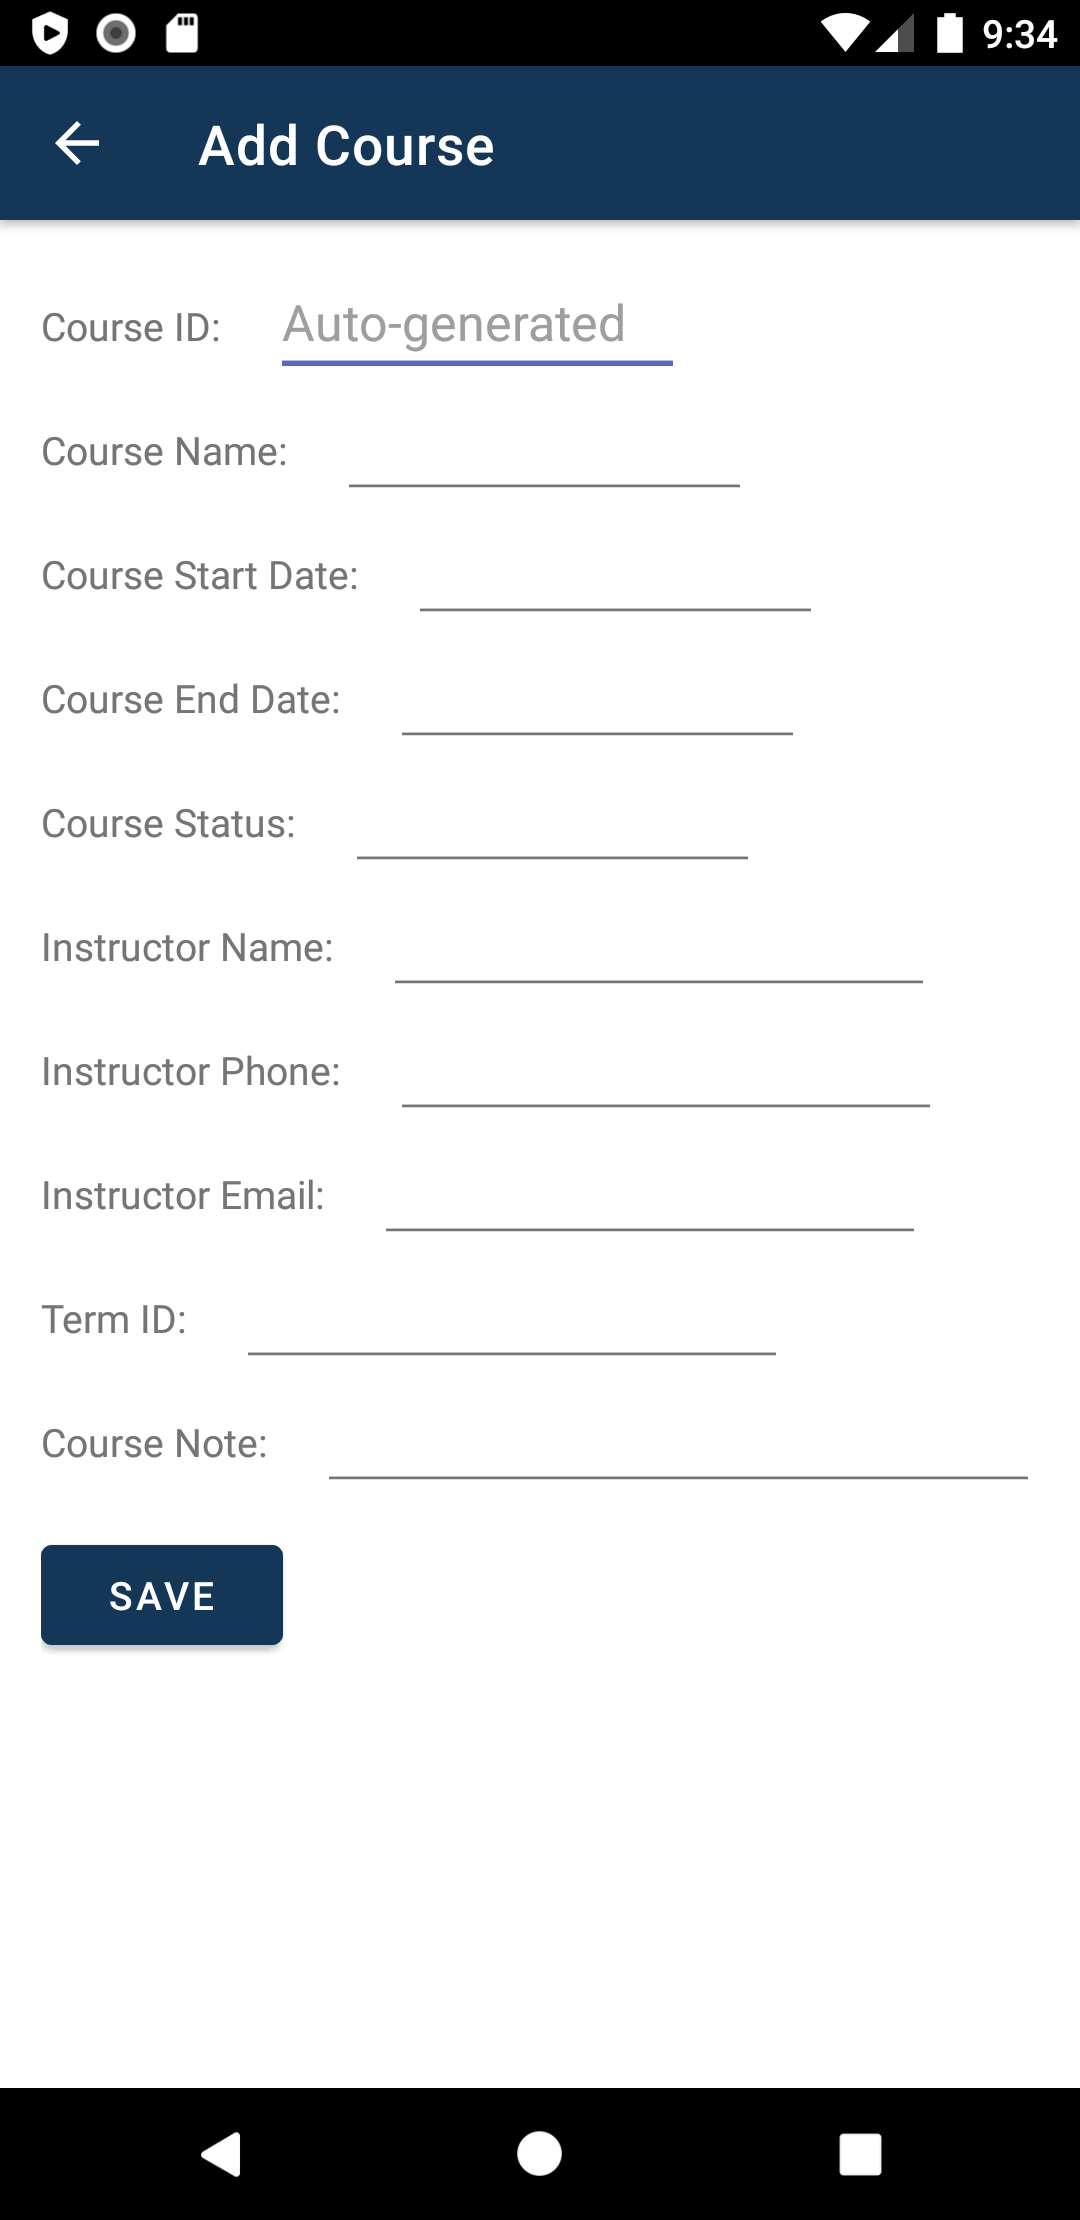 9:34
Add Course
Course ID: Auto-generated
Course Name:
Course Start Date:
Course End Date:
Course Status:
Instructor Name:
Instructor Phone:
Instructor Email:
Term ID:
Course Note:
SAVE